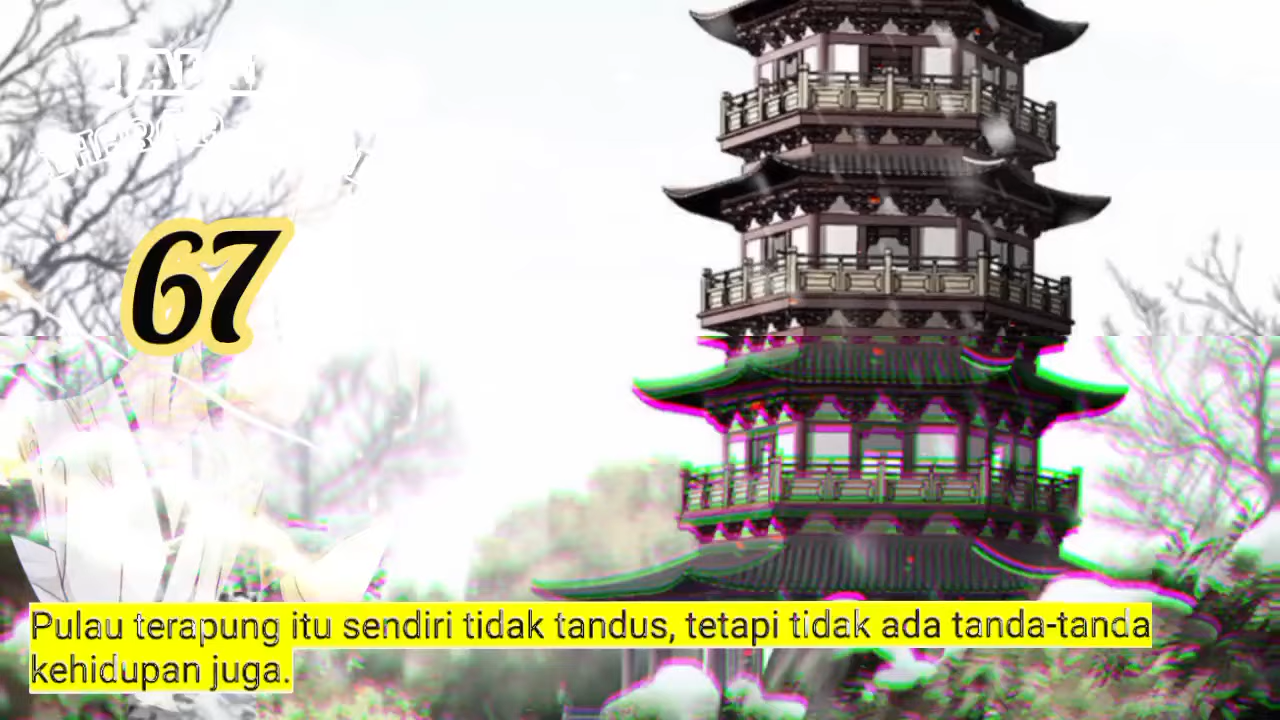 67
Pulau terapung itu sendiri tidak tandus, tetapi tidak ada tanda-tanda
kehidupan juga.